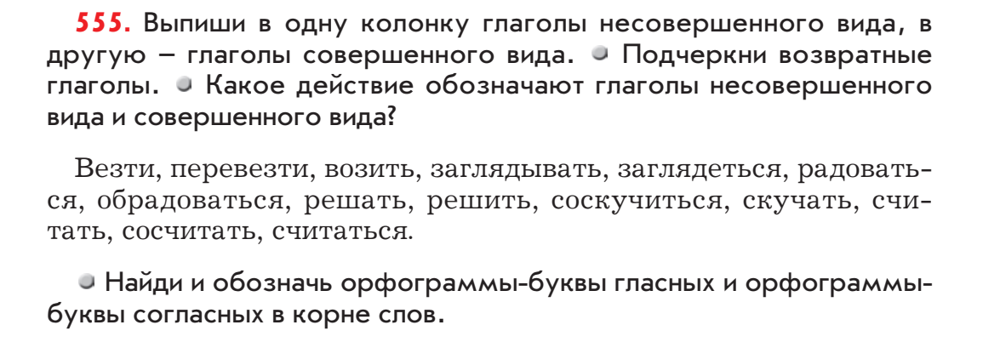 555. Выпиши в одну колонку глаголы несовершенного вида, в
другую – глаголы совершенного вида. Подчеркни возвратные
глаголы. Какое действие обозначают глаголы несовершенного
вида и совершенного вида?
Везти, перевезти, возить, заглядывать, заглядеться, радовать-
ся, обрадоваться, решать, решить, соскучиться, скучать, счи-
тать, сосчитать, считаться.
Найди и обозначь орфограммы-буквы гласных и орфограммы-
буквы согласных в корне слов.